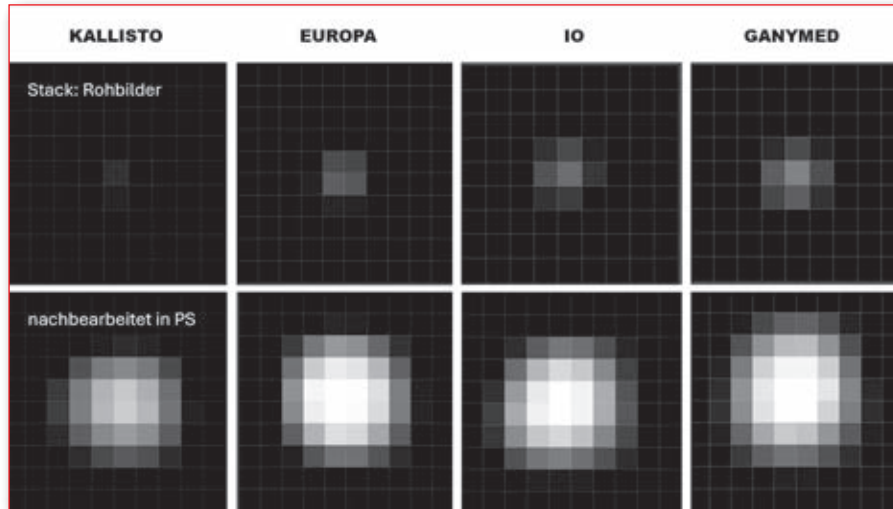 KALLISTO EUROPA IO GANYMED
Stack: Rohbilder
nachbearbeitet in PS